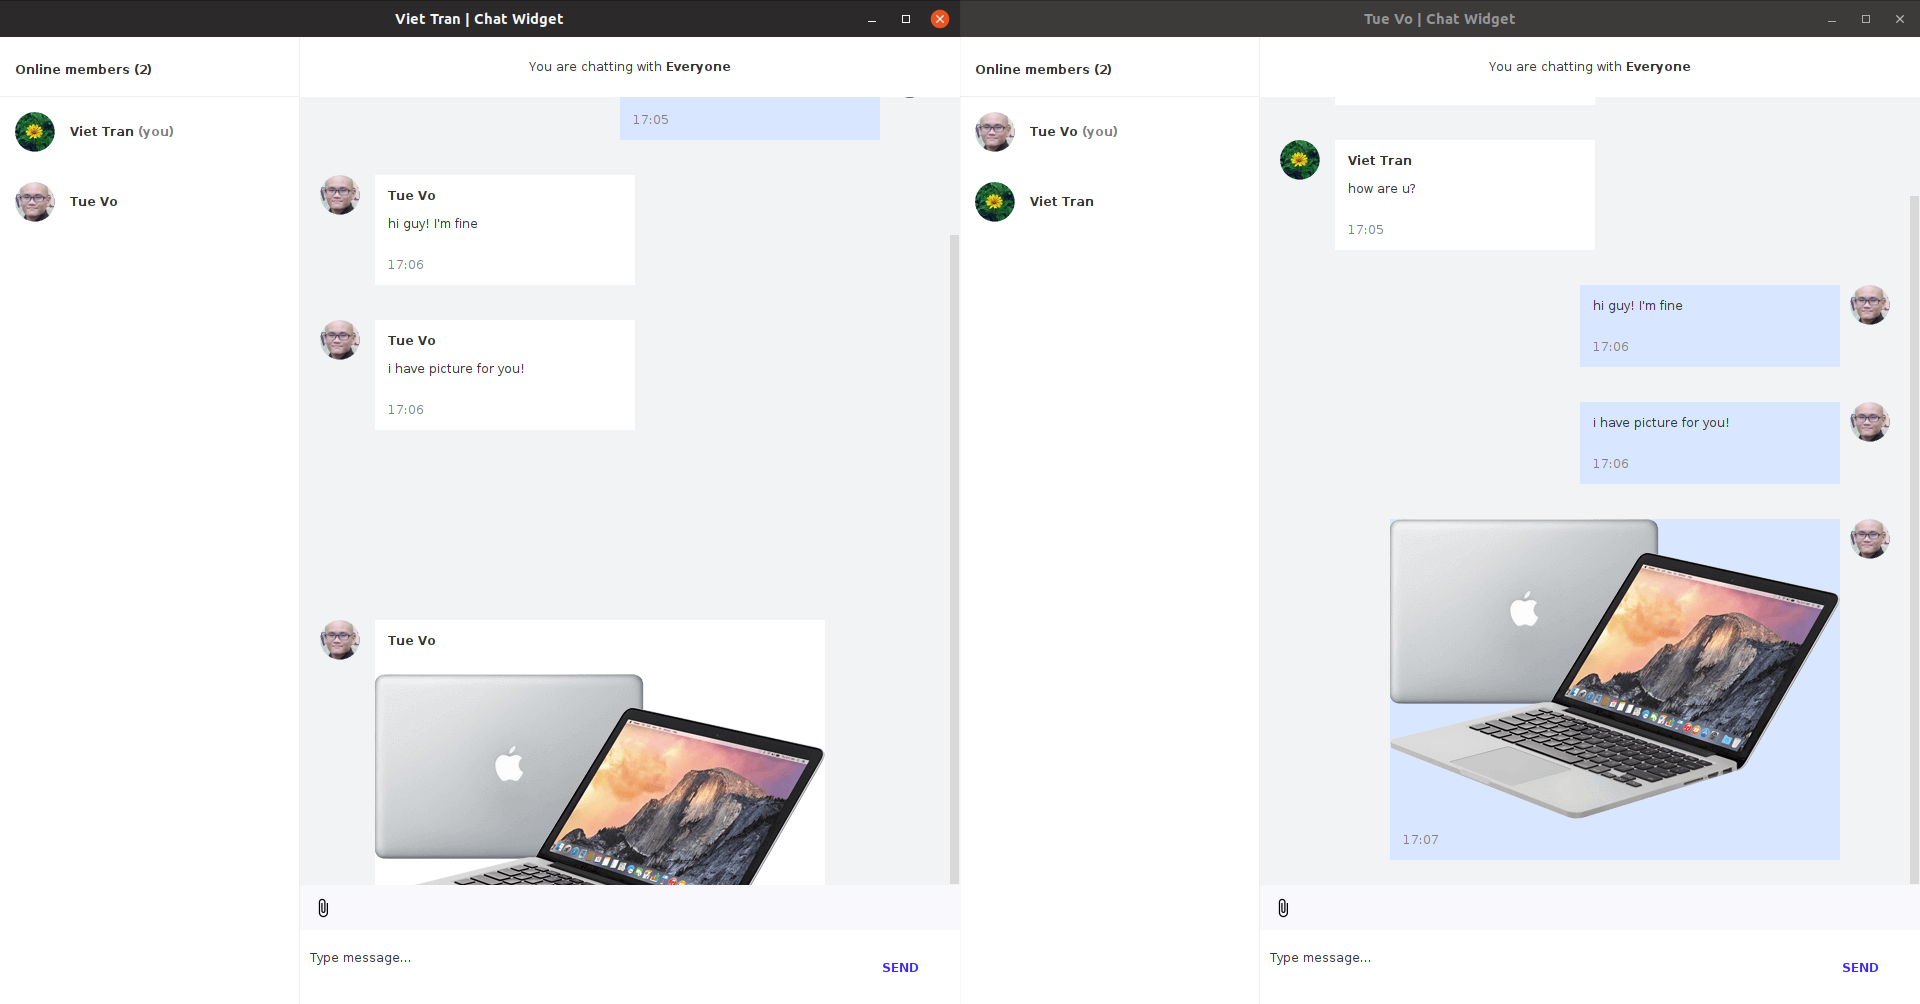 Viet Tran | Chat Widget
Online members (2)
You are chatting with Everyone
Viet Tran (you)
Tue Vo
17:05
Tue Vo
hi guy! I'm fine
17:06
Tue Vo
i have picture for you!
17:06
Tue Vo
Type message...
SEND
Tue Vo | Chat Widget
Online members (2)
You are chatting with Everyone
Tue Vo (you)
Viet Tran
Viet Tran
how are u?
17:05
hi guy! I'm fine
17:06
i have picture for you!
17:06
17:07
Type message...
SEND